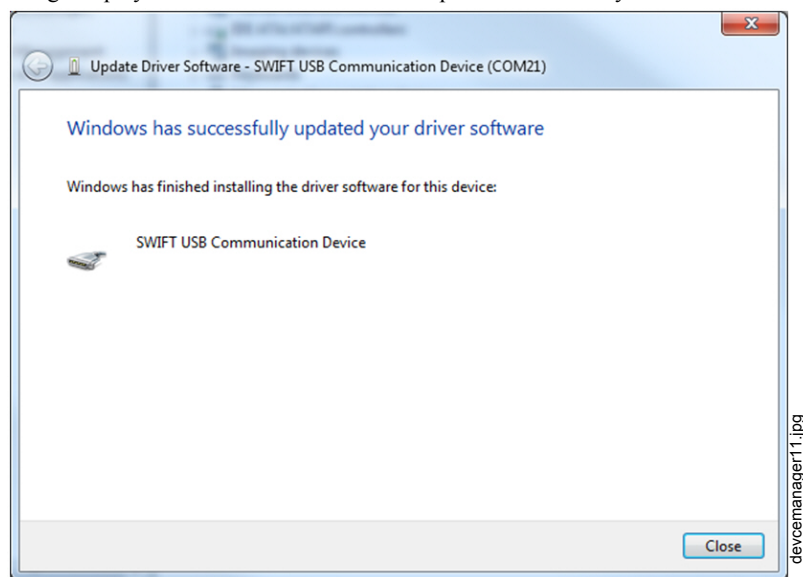 Update Driver Software - SWIFT USB Communication Device (COM21)
Windows has successfully updated your driver software
Windows has finished installing the driver software for this device:
SWIFT USB Communication Device
Close
devcemanager11.jpg